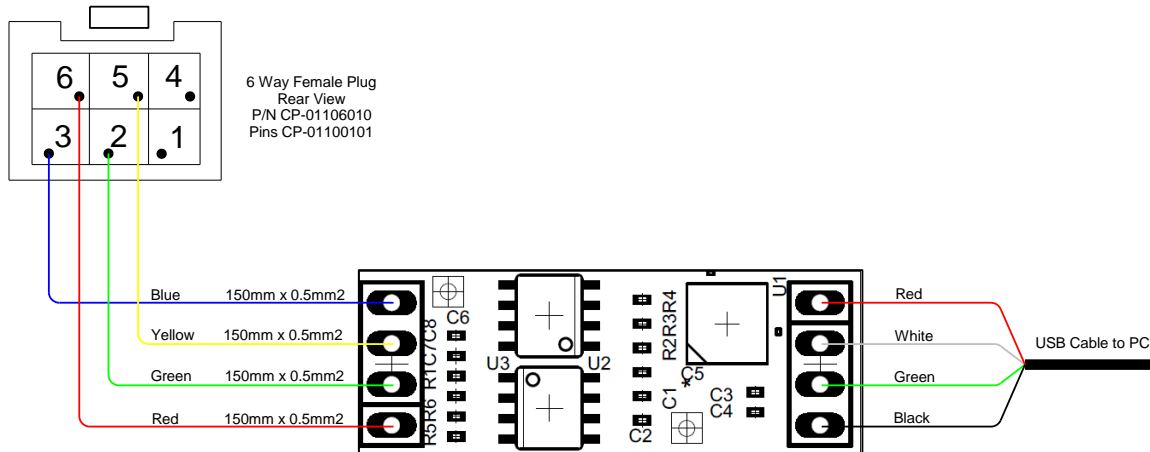 6 5 4
3 2 1
6 Way Female Plug
Rear View
P/N CP-01106010
Pins CP-01100101
Blue 150mm x 0.5mm2
Yellow 150mm x 0.5mm2
Green 150mm x 0.5mm2
Red 150mm x 0.5mm2
C6
R5R6 R1C7C8
U3 U2
R2R3R4
C1
C2
U1
C5
*
C3
C4
Red
White
Green
Black
USB Cable to PC